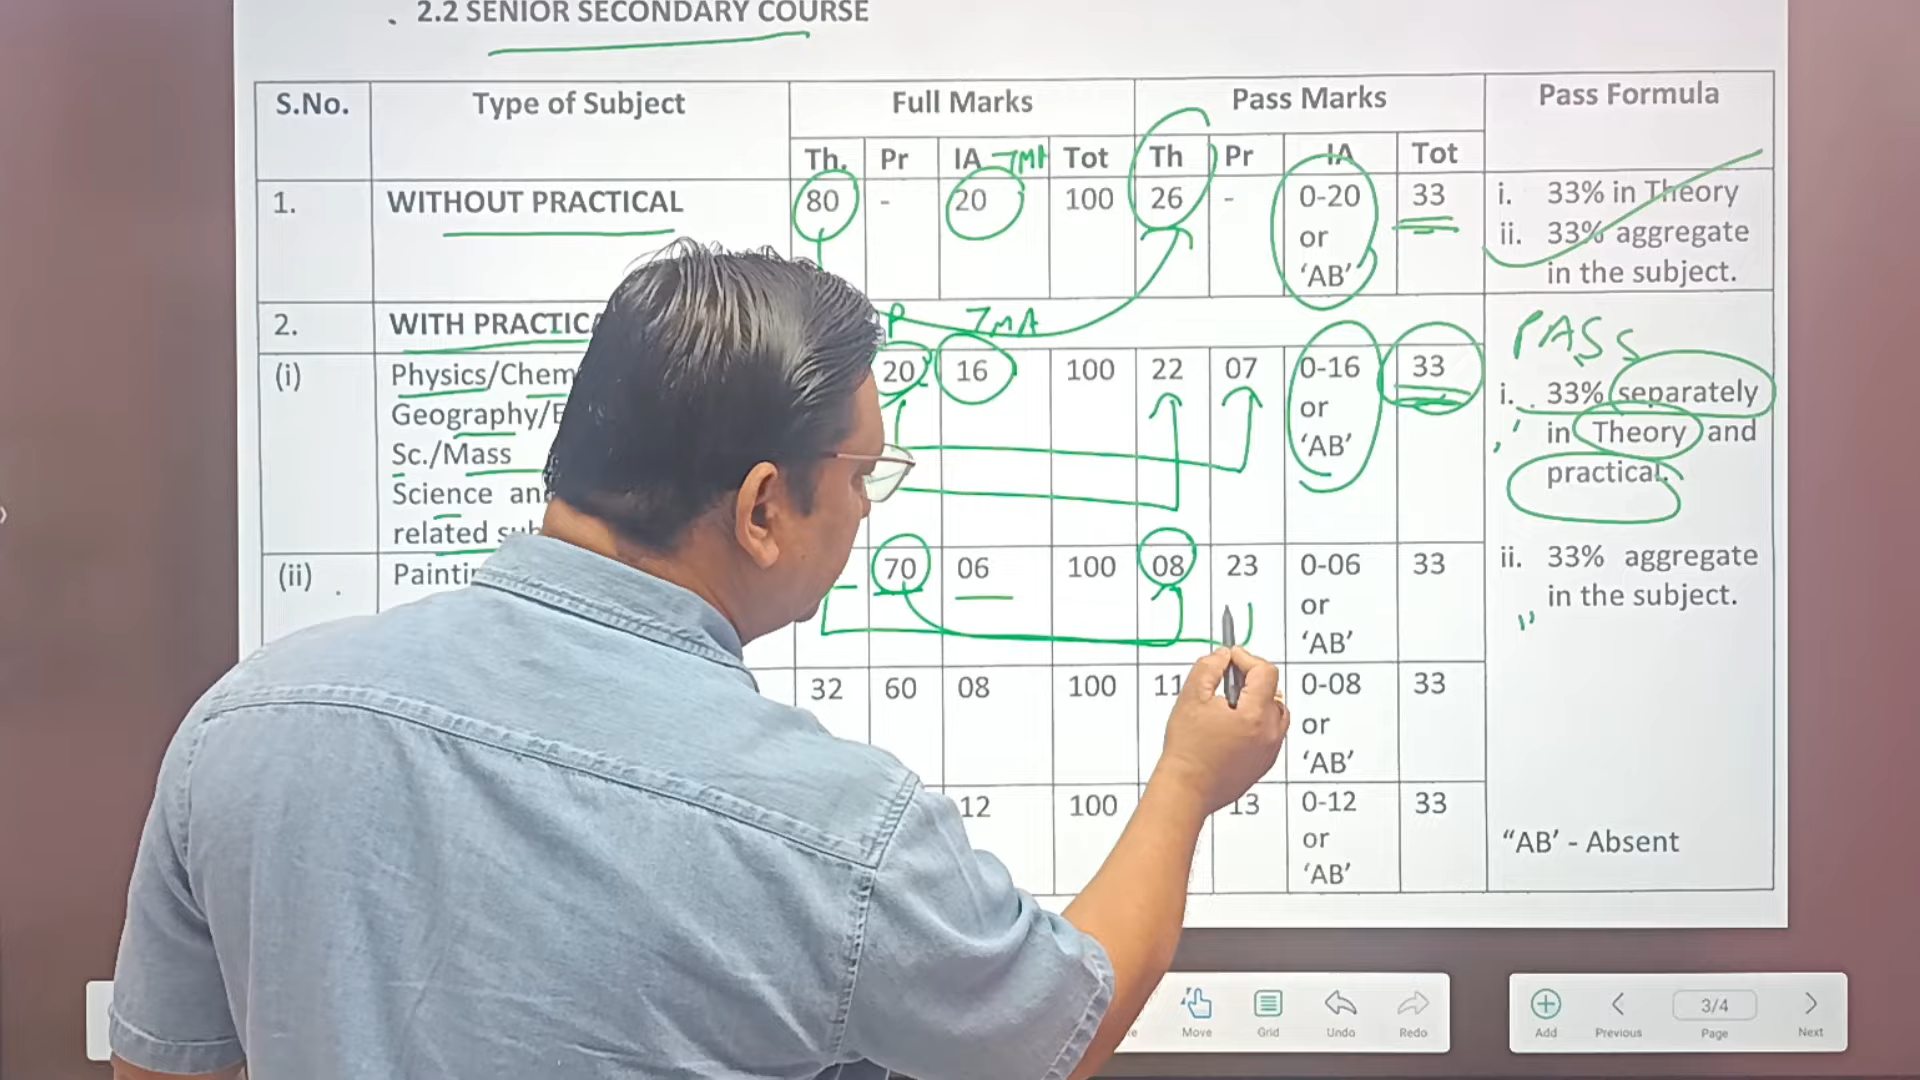 2.2 SENIOR SECONDARY COURSE
S.No. Type of Subject Full Marks Pass Marks Pass Formula
Th. Pr IA TMA Tot Th Pr IA Tot
1. WITHOUT PRACTICAL 80 - 20 100 26 - 0-20 33 i. 33% in Theory
or ii. 33% aggregate
'AB' in the subject.
2. WITH P TMA PASS
(i) Physics/Chem 20 16 100 22 07 0-16 33 i. 33% separately
Geography/ or in Theory and
Sc./Mass 'AB' practical.
Science
related
(ii) 70 06 100 08 23 0-06 33 ii. 33% aggregate
or in the subject.
'AB'
32 60 08 100 11 0-08 33
or
'AB'
12 100 13 0-12 33
or "AB' - Absent
'AB'
Move Grid Undo Redo Add Previous 3/4 Page Next